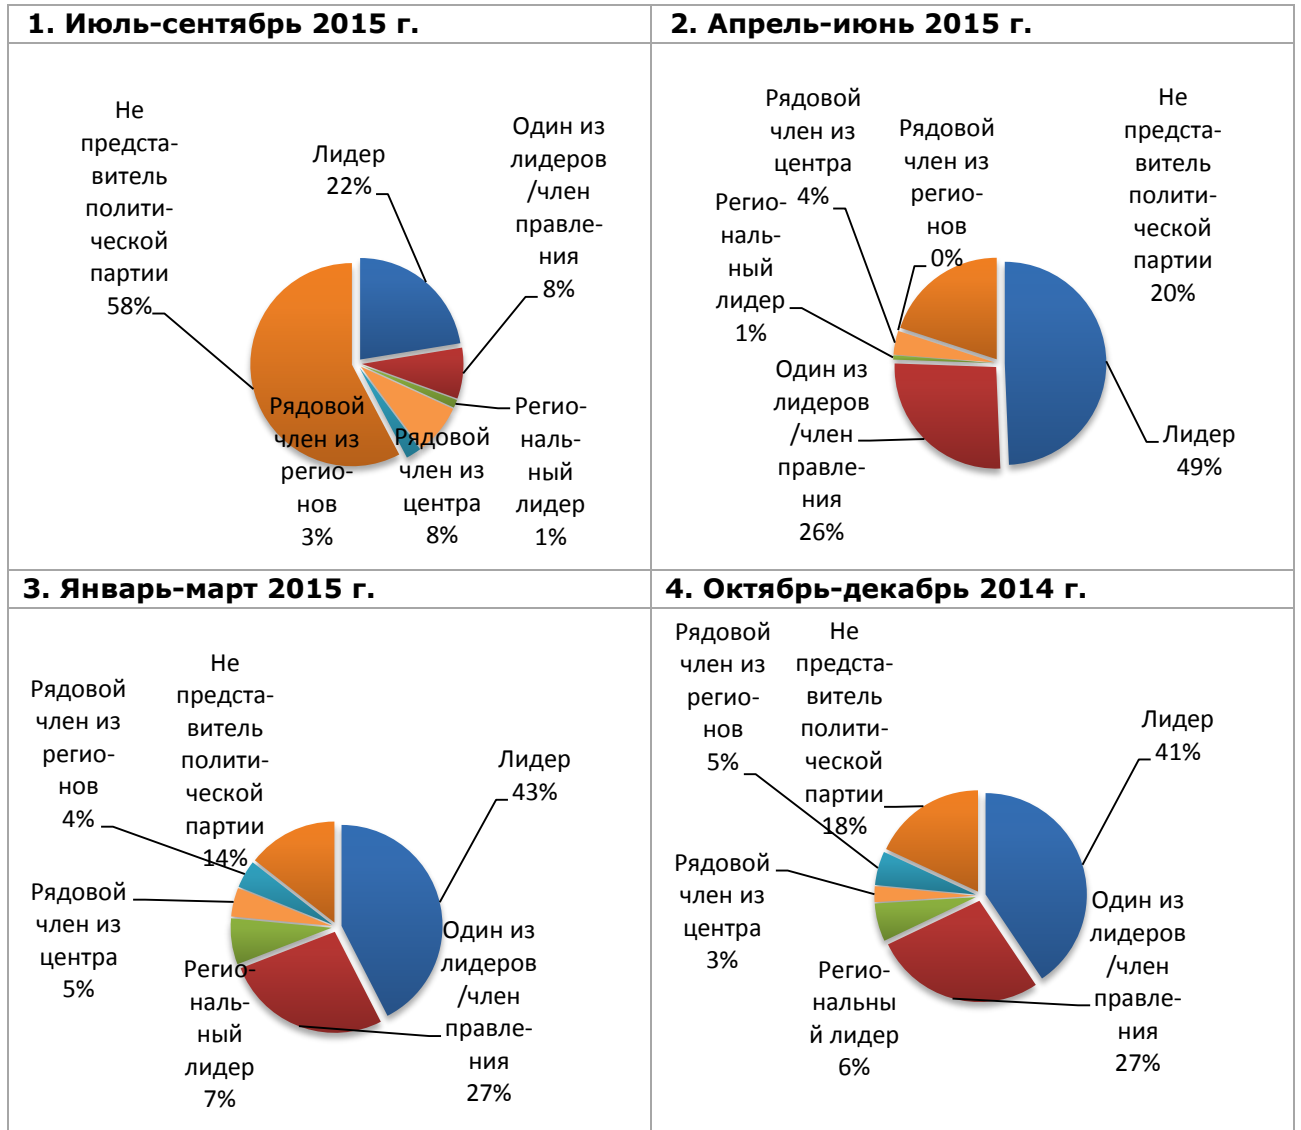 1. Июль-сентябрь 2015 г.
Не
предста-
витель
полити-
ческой
партии
58%
Лидер
22%
Один из
лидеров
/член
правле-
ния
8%
Рядовой
член из
регио-
нов
3%
Рядовой
член из
центра
8%
Регио-
наль-
ный
лидер
1%
2. Апрель-июнь 2015 г.
Рядовой
член из
центра
4%
Рядовой
член из
регио-
нов
0%
Не
предста-
витель
полити-
ческой
партии
20%
Регио-
наль-
ный
лидер
1%
Один из
лидеров
/член
правле-
ния
26%
Лидер
49%
3. Январь-март 2015 г.
Рядовой
член из
регио-
нов
4%
Не
предста-
витель
полити-
ческой
партии
14%
Лидер
43%
Рядовой
член из
центра
5%
Регио-
наль-
ный
лидер
7%
Один из
лидеров
/член
правле-
ния
27%
4. Октябрь-декабрь 2014 г.
Рядовой
член из
регио-
нов
5%
Не
предста-
витель
полити-
ческой
партии
18%
Лидер
41%
Рядовой
член из
центра
3%
Регио-
нальны
й лидер
6%
Один из
лидеров
/член
правле-
ния
27%